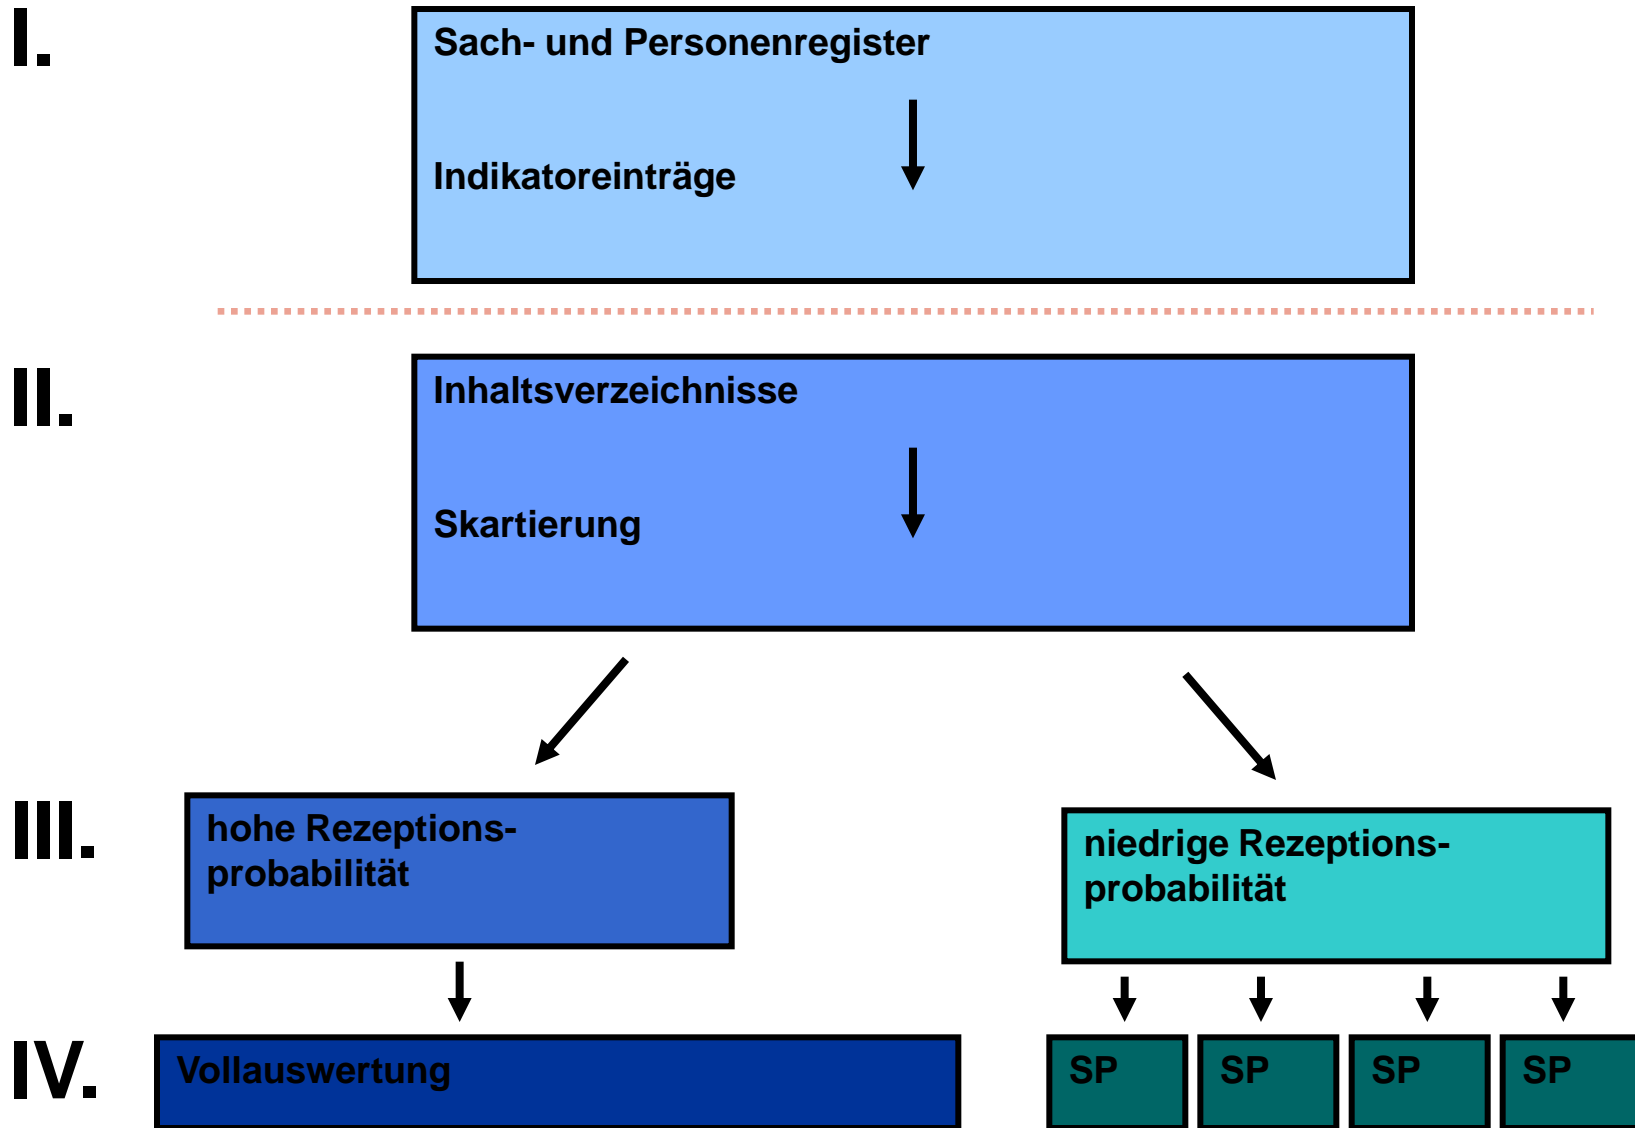 I.
Sach- und Personenregister
Indikatoreinträge
II.
Inhaltsverzeichnisse
Skartierung
III.
hohe Rezeptions-
probabilität
niedrige Rezeptions-
probabilität
IV.
Vollauswertung
SP
SP
SP
SP